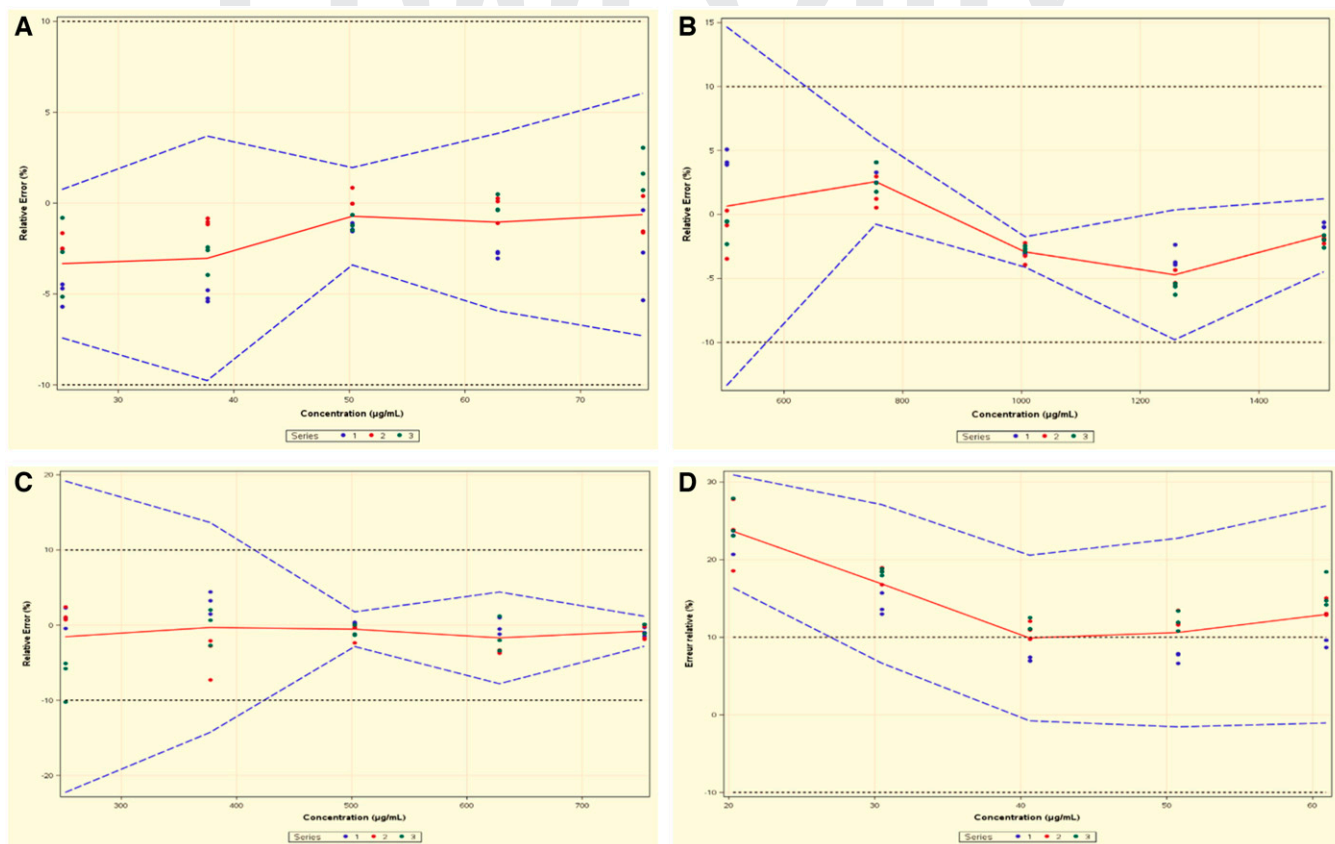 A
10
5
0
-5
-10
Relative Error (%)
30 40 50 60 70
Concentration (µg/mL)
Series 1 2 3
B
15
10
5
0
-5
-10
Relative Error (%)
600 800 1000 1200 1400
Concentration (µg/mL)
Series 1 2 3
C
20
10
0
-10
-20
Relative Error (%)
300 400 500 600 700
Concentration (µg/mL)
Series 1 2 3
D
30
20
10
0
-10
Erreur relative (%)
20 30 40 50 60
Concentration (µg/mL)
Series 1 2 3